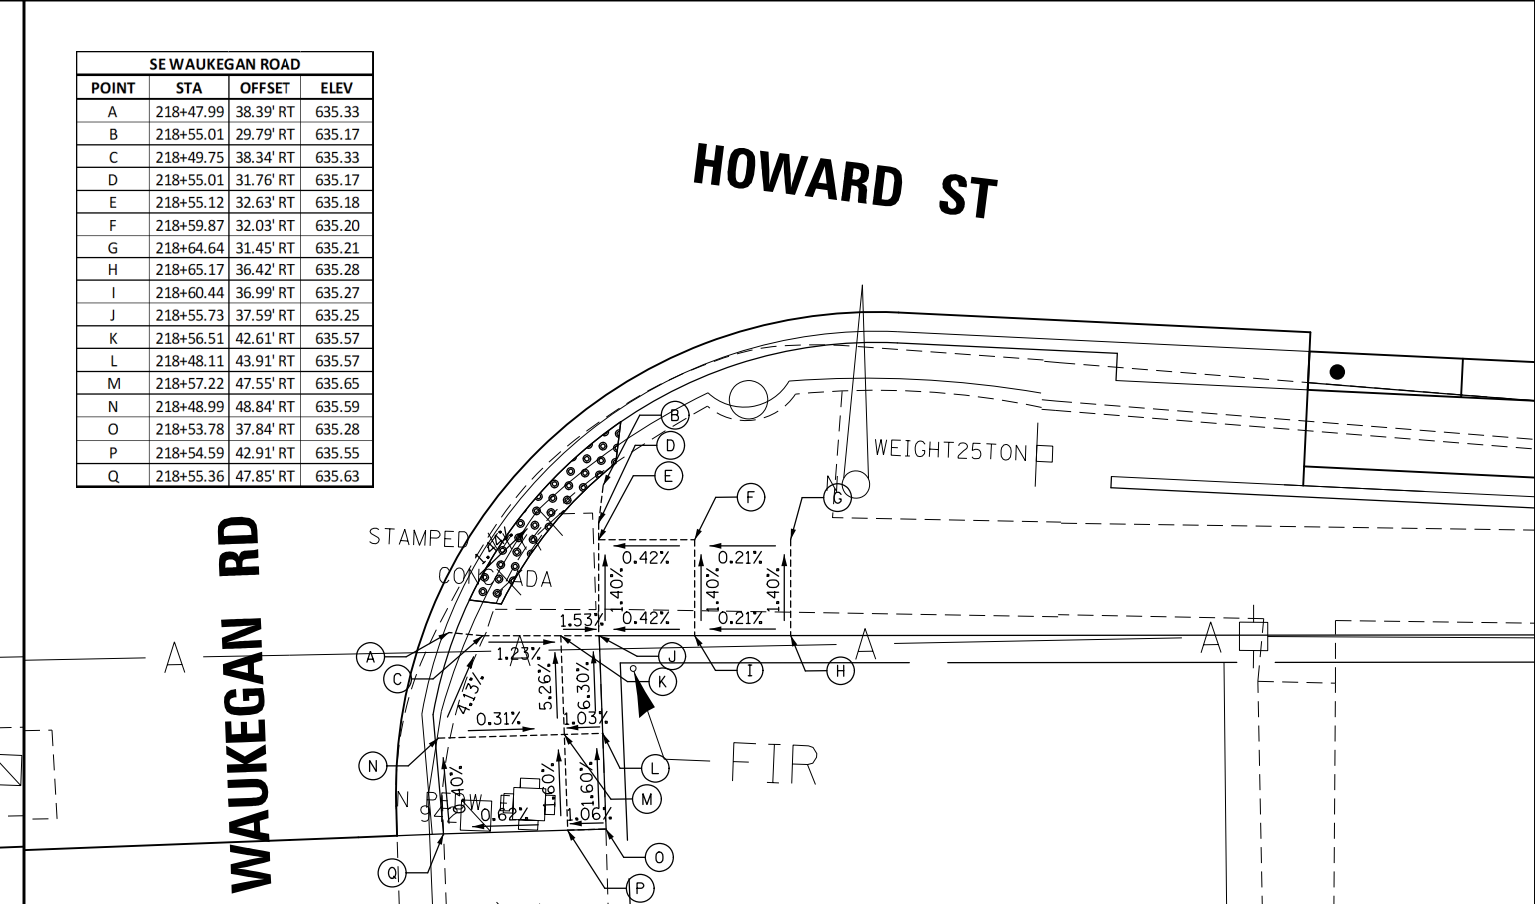 SE WAUKEGAN ROAD
POINT STA OFFSET ELEV
A 218+47.99 38.39' RT 635.33
B 218+55.01 29.79' RT 635.17
C 218+49.75 38.34' RT 635.33
D 218+55.01 31.76' RT 635.17
E 218+55.12 32.63' RT 635.18
F 218+59.87 32.03' RT 635.20
G 218+64.64 31.45' RT 635.21
H 218+65.17 36.42' RT 635.28
I 218+60.44 36.99' RT 635.27
J 218+55.73 37.59' RT 635.25
K 218+56.51 42.61' RT 635.57
L 218+48.11 43.91' RT 635.57
M 218+57.22 47.55' RT 635.65
N 218+48.99 48.84' RT 635.59
O 218+53.78 37.84' RT 635.28
P 218+54.59 42.91' RT 635.55
Q 218+55.36 47.85' RT 635.63
HOWARD ST
WAUKEGAN RD
B
D
WEIGHT25TON
E
F
G
STAMPED
0.42%
0.21%
1.40%
1.40%
1.40%
1.53%
0.42%
0.21%
A
A
A
A
A
1.23%
J
C
K
I
H
4.13%
5.26%
6.30%
0.31%
1.03%
N
L
FIR
M
1.60%
0.62%
1.06%
Q
O
P